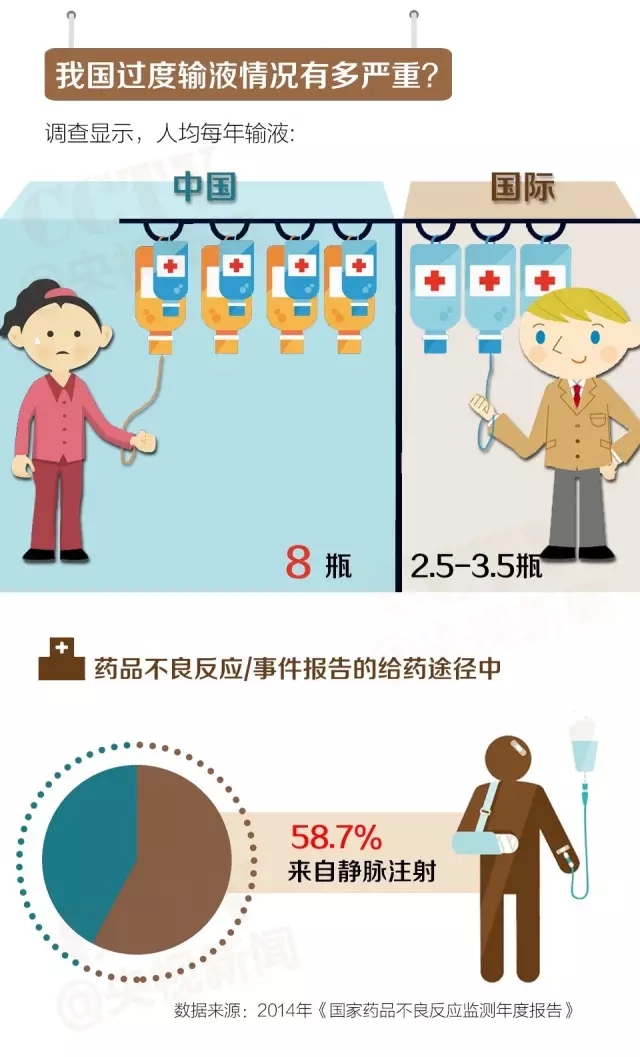 我国过度输液情况有多严重?
调查显示，人均每年输液:
中国
国际
8 瓶
2.5-3.5瓶
药品不良反应/事件报告的给药途径中
58.7%
来自静脉注射
@央视新闻
数据来源：2014年《国家药品不良反应监测年度报告》